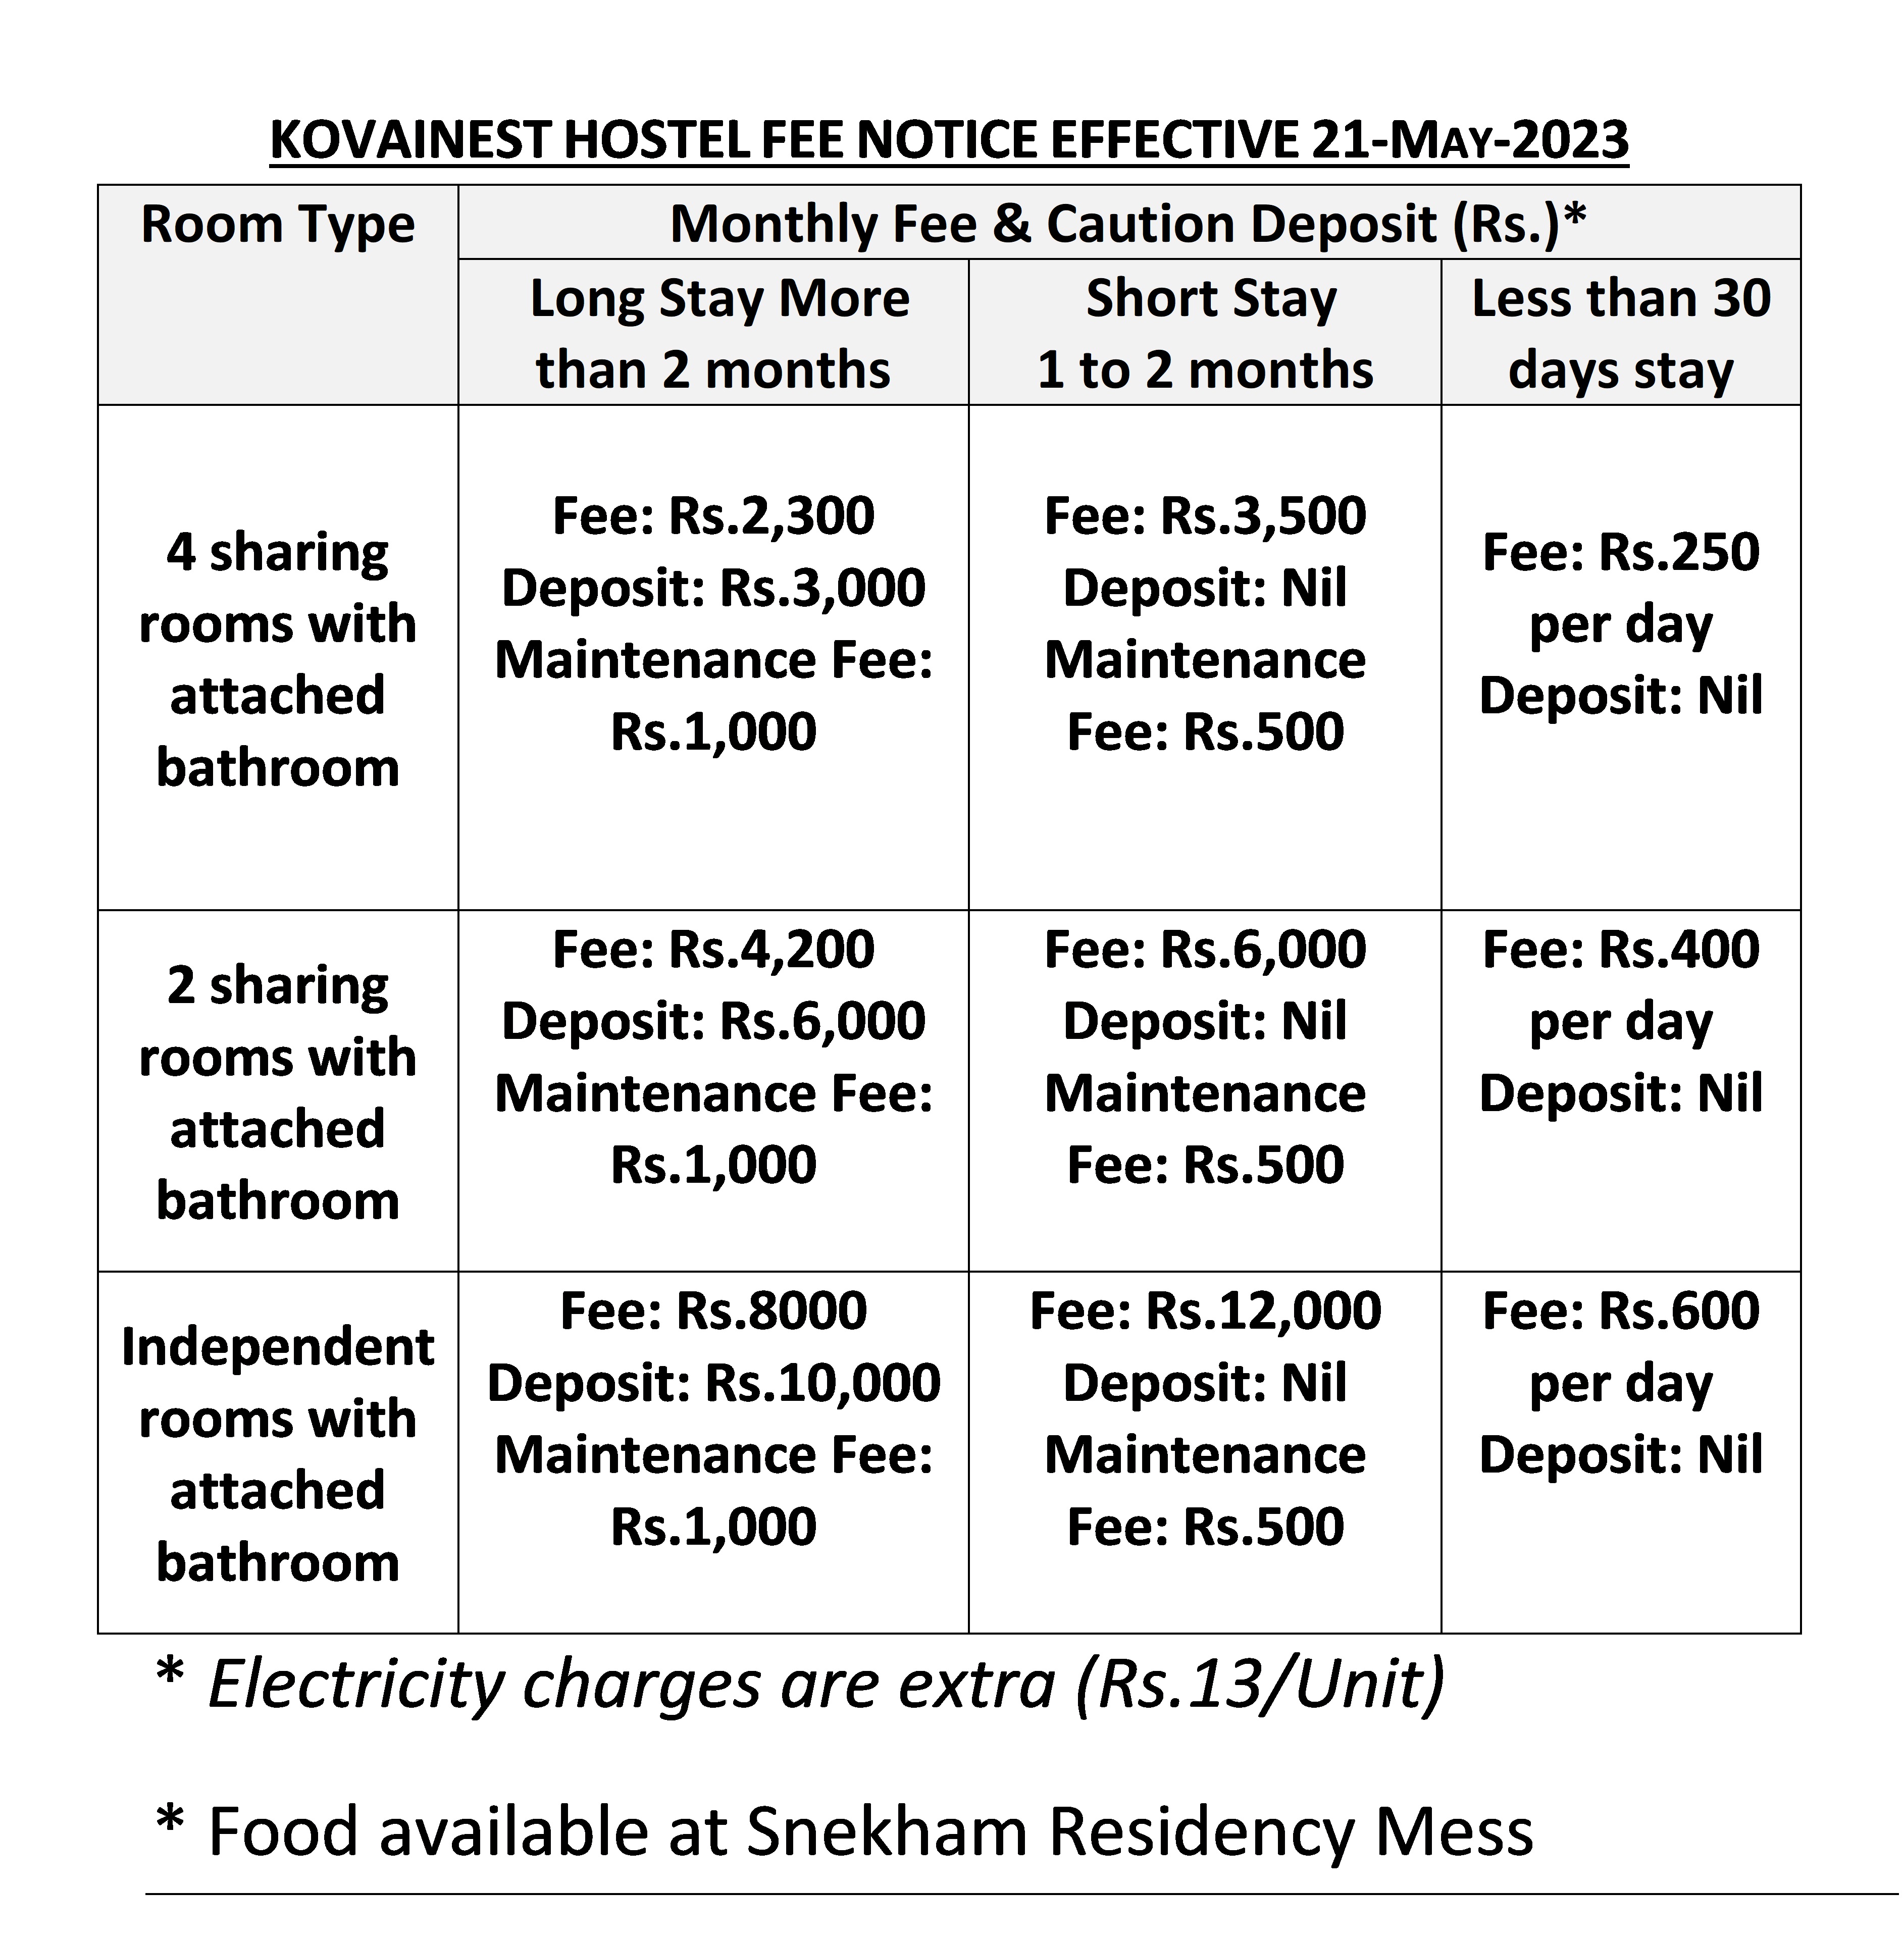 KOVAINEST HOSTEL FEE NOTICE EFFECTIVE 21-MAY-2023
Room Type
Monthly Fee & Caution Deposit (Rs.)*
Long Stay More
than 2 months
Short Stay
1 to 2 months
Less than 30
days stay
4 sharing
rooms with
attached
bathroom
Fee: Rs.2,300
Deposit: Rs.3,000
Maintenance Fee:
Rs.1,000
Fee: Rs.3,500
Deposit: Nil
Maintenance
Fee: Rs.500
Fee: Rs.250
per day
Deposit: Nil
2 sharing
rooms with
attached
bathroom
Fee: Rs.4,200
Deposit: Rs.6,000
Maintenance Fee:
Rs.1,000
Fee: Rs.6,000
Deposit: Nil
Maintenance
Fee: Rs.500
Fee: Rs.400
per day
Deposit: Nil
Independent
rooms with
attached
bathroom
Fee: Rs.8000
Deposit: Rs.10,000
Maintenance Fee:
Rs.1,000
Fee: Rs.12,000
Deposit: Nil
Maintenance
Fee: Rs.500
Fee: Rs.600
per day
Deposit: Nil
* Electricity charges are extra (Rs.13/Unit)
* Food available at Snekham Residency Mess